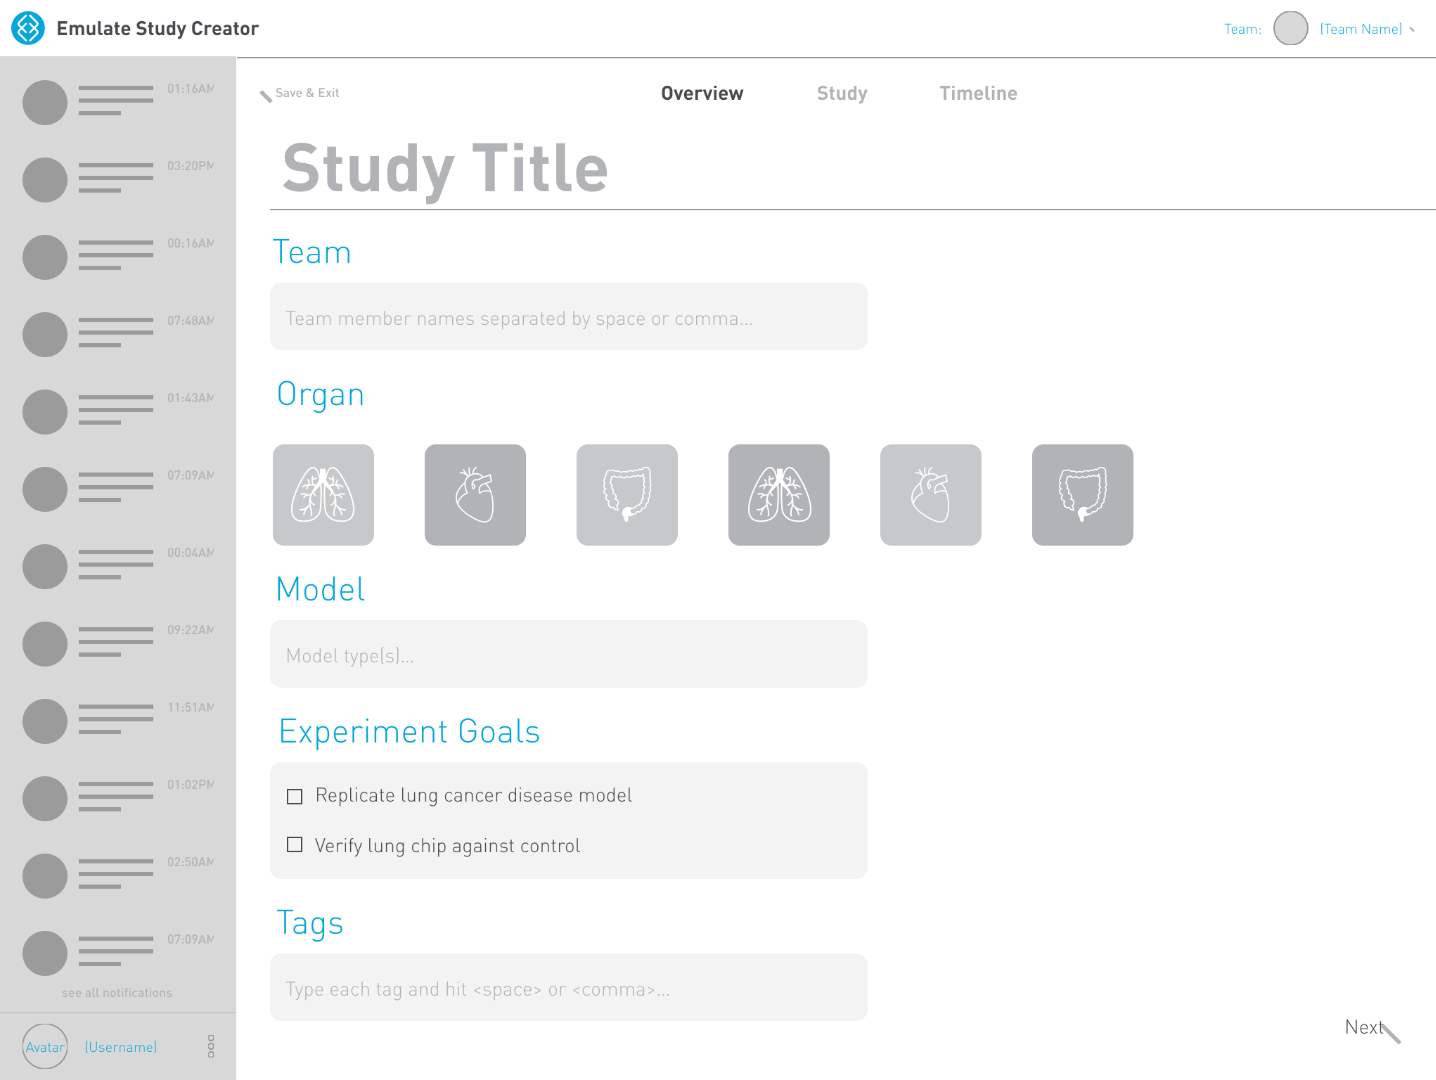 Emulate Study Creator
Team:
[Team Name]
01:16AM
03:20PM
00:16AM
07:48AM
01:43AM
07:09AM
00:04AM
09:22AM
11:51AM
01:02PM
02:50AM
07:09AM
see all notifications
Avatar
[Username]
Save & Exit
Overview
Study
Timeline
Study Title
Team
Team member names separated by space or comma...
Organ
Model
Model type(s)...
Experiment Goals
Replicate lung cancer disease model
Verify lung chip against control
Tags
Type each tag and hit <space> or <comma>...
Next